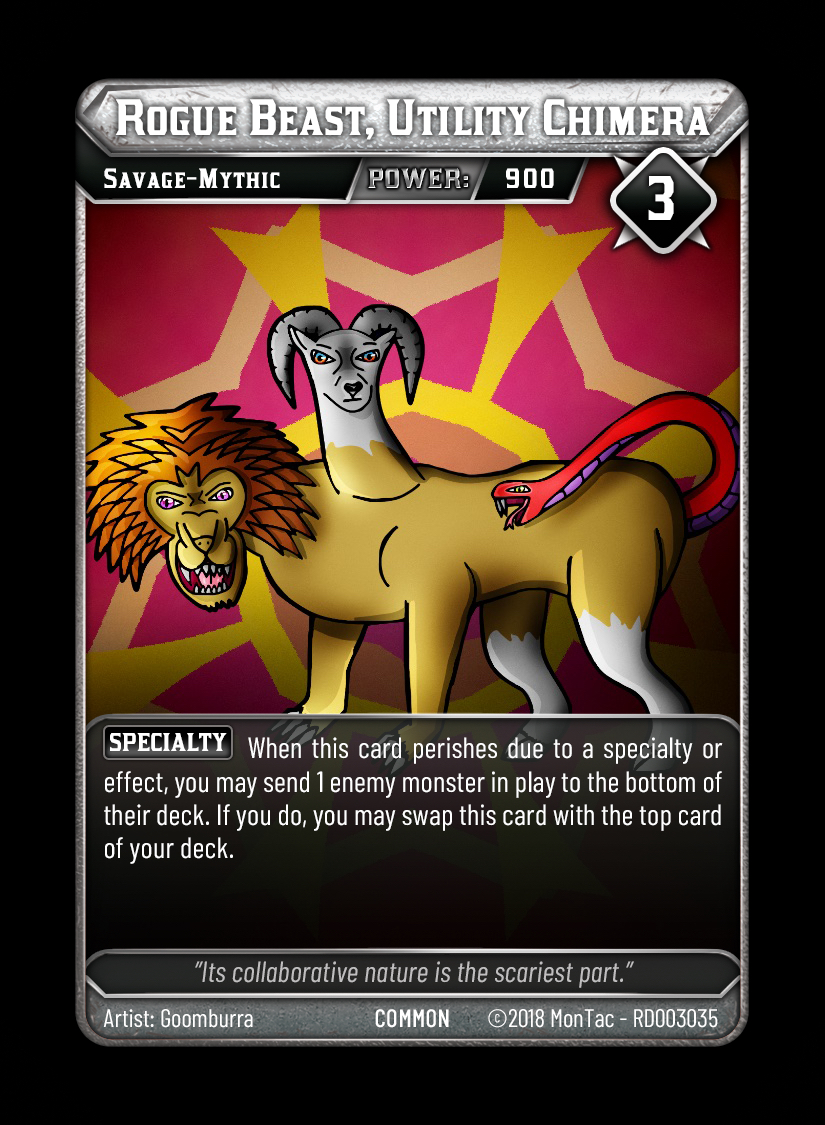 Rogue Beast, Utility Chimera
Savage-Mythic POWER: 900
3
SPECIALTY When this card perishes due to a specialty or
effect, you may send 1 enemy monster in play to the bottom of
their deck. If you do, you may swap this card with the top card
of your deck.
"Its collaborative nature is the scariest part."
Artist: Goomburra COMMON ©2018 MonTac - RD003035